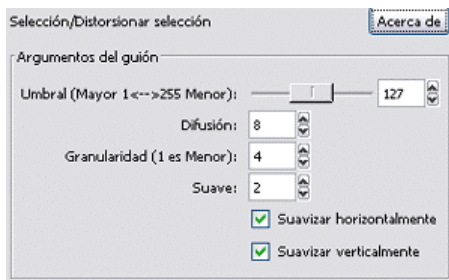 Selección/Distorsionar selección Acerca de
Argumentos del guión
Umbral (Mayor 1<-->255 Menor): 127
Difusión: 8
Granularidad (1 es Menor): 4
Suave: 2
Suavizar horizontalmente
Suavizar verticalmente